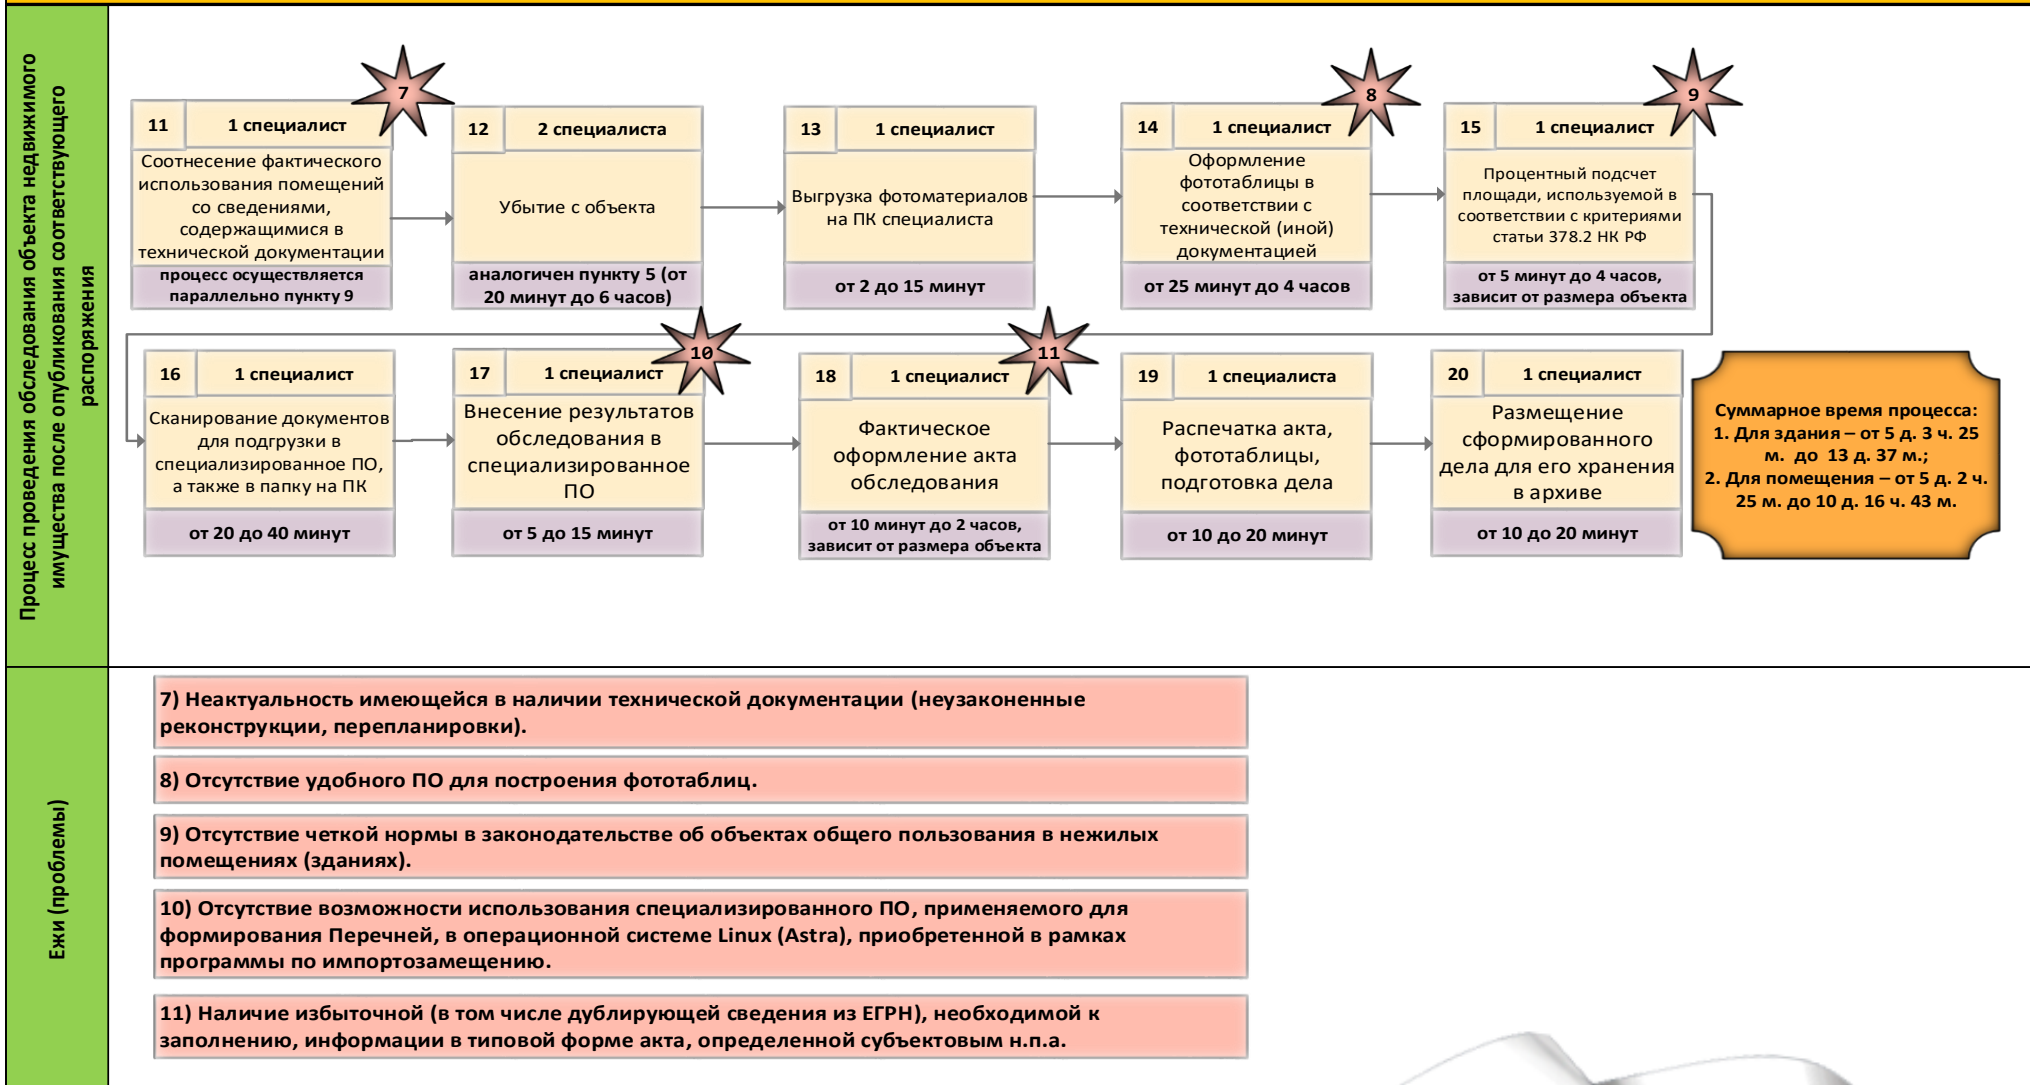 Процесс проведения обследования объекта недвижимого
имущества после опубликования соответствующего
распоряжения
7
11
1 специалист
Соотнесение фактического
использования помещений
со сведениями,
содержащимися в
технической документации
процесс осуществляется
параллельно пункту 9
12
2 специалиста
Убытие с объекта
аналогичен пункту 5 (от
20 минут до 6 часов)
13
1 специалист
Выгрузка фотоматериалов
на ПК специалиста
от 2 до 15 минут
8
14
1 специалист
Оформление
фототаблицы в
соответствии с
технической (иной)
документацией
от 25 минут до 4 часов
9
15
1 специалист
Процентный подсчет
площади, используемой в
соответствии с критериями
статьи 378.2 НК РФ
от 5 минут до 4 часов,
зависит от размера объекта
16
1 специалист
Сканирование документов
для подгрузки в
специализированное ПО,
а также в папку на ПК
от 20 до 40 минут
10
17
1 специалист
Внесение результатов
обследования в
специализированное
ПО
от 5 до 15 минут
11
18
1 специалист
Фактическое
оформление акта
обследования
от 10 минут до 2 часов,
зависит от размера объекта
19
1 специалиста
Распечатка акта,
фототаблицы,
подготовка дела
от 10 до 20 минут
20
1 специалист
Размещение
сформированного
дела для его хранения
в архиве
от 10 до 20 минут
Суммарное время процесса:
1. Для здания – от 5 д. 3 ч. 25
м. до 13 д. 37 м.;
2. Для помещения – от 5 д. 2 ч.
25 м. до 10 д. 16 ч. 43 м.
Ежи (проблемы)
7) Неактуальность имеющейся в наличии технической документации (неузаконенные
реконструкции, перепланировки).
8) Отсутствие удобного ПО для построения фототаблиц.
9) Отсутствие четкой нормы в законодательстве об объектах общего пользования в нежилых
помещениях (зданиях).
10) Отсутствие возможности использования специализированного ПО, применяемого для
формирования Перечней, в операционной системе Linux (Astra), приобретенной в рамках
программы по импортозамещению.
11) Наличие избыточной (в том числе дублирующей сведения из ЕГРН), необходимой к
заполнению, информации в типовой форме акта, определенной субъектовым н.п.а.